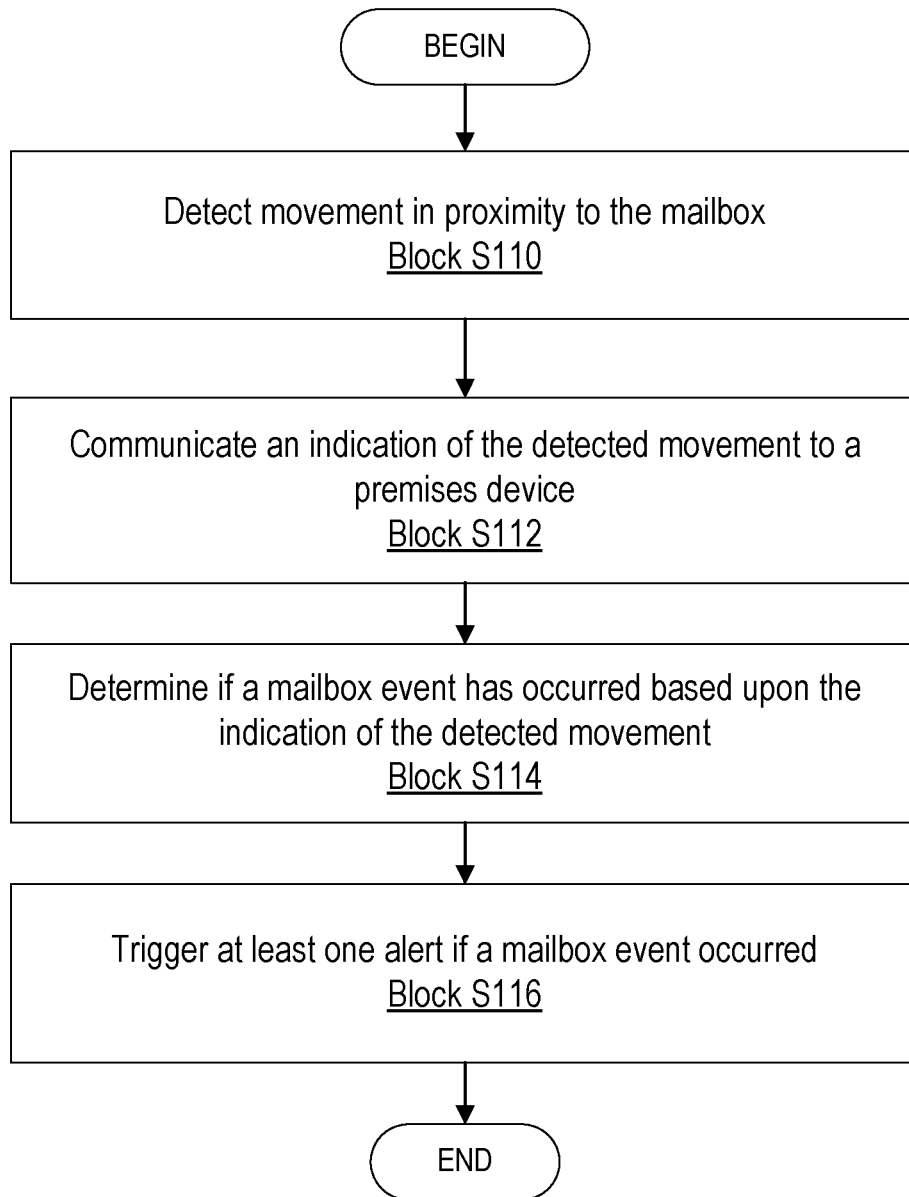 BEGIN
Detect movement in proximity to the mailbox
Block S110
Communicate an indication of the detected movement to a
premises device
Block S112
Determine if a mailbox event has occurred based upon the
indication of the detected movement
Block S114
Trigger at least one alert if a mailbox event occurred
Block S116
END